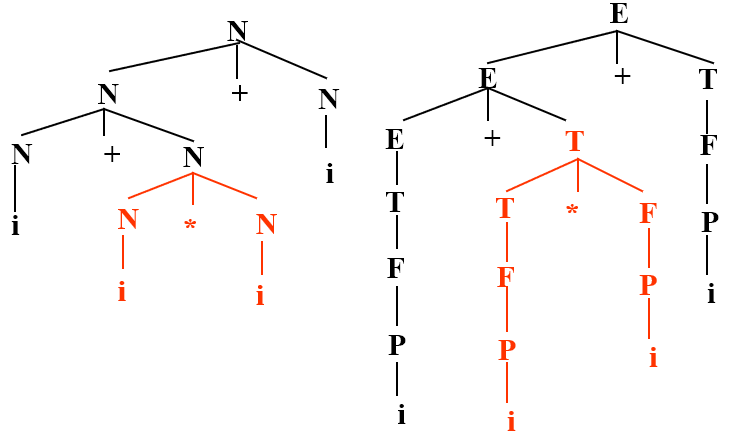 N
N + N
N + N i
i N * N
i i
E
E + T
E + T F
T T * F P
F F P i
P P i
i i